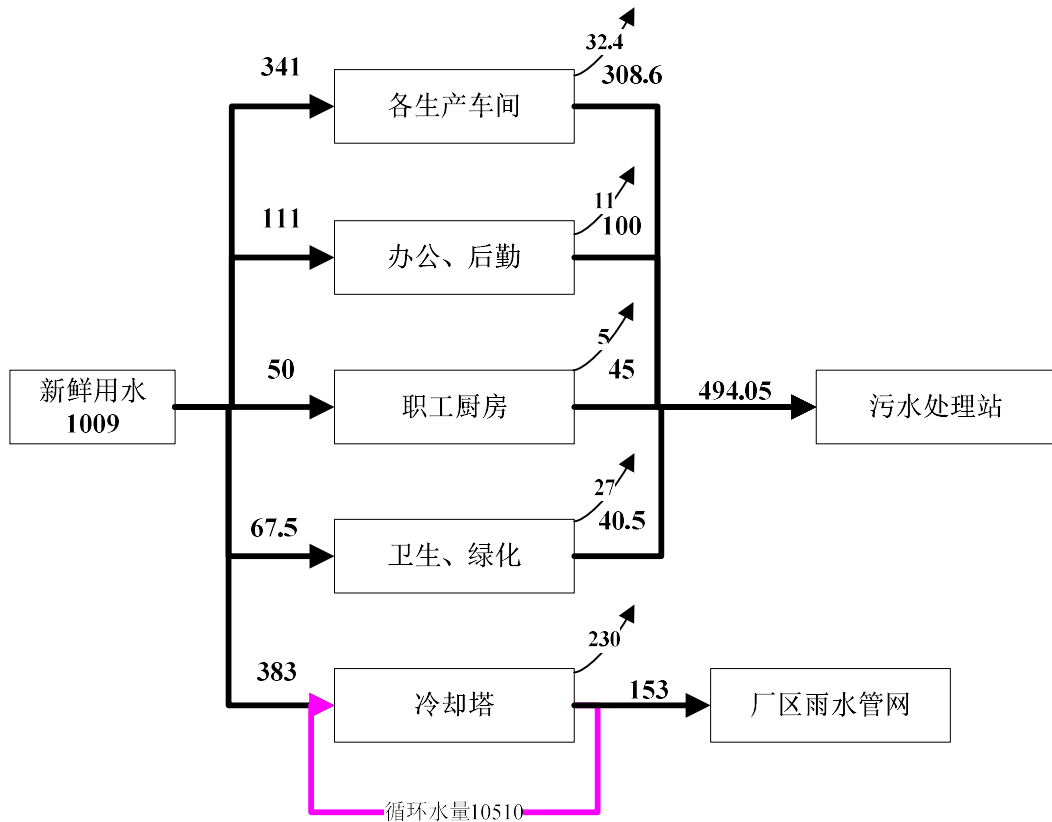 32.4
341
308.6
各生产车间
11
111
100
办公、后勤
5
50
45
新鲜用水
1009
职工厨房
494.05
污水处理站
27
67.5
40.5
卫生、绿化
230
383
153
冷却塔
厂区雨水管网
循环水量10510